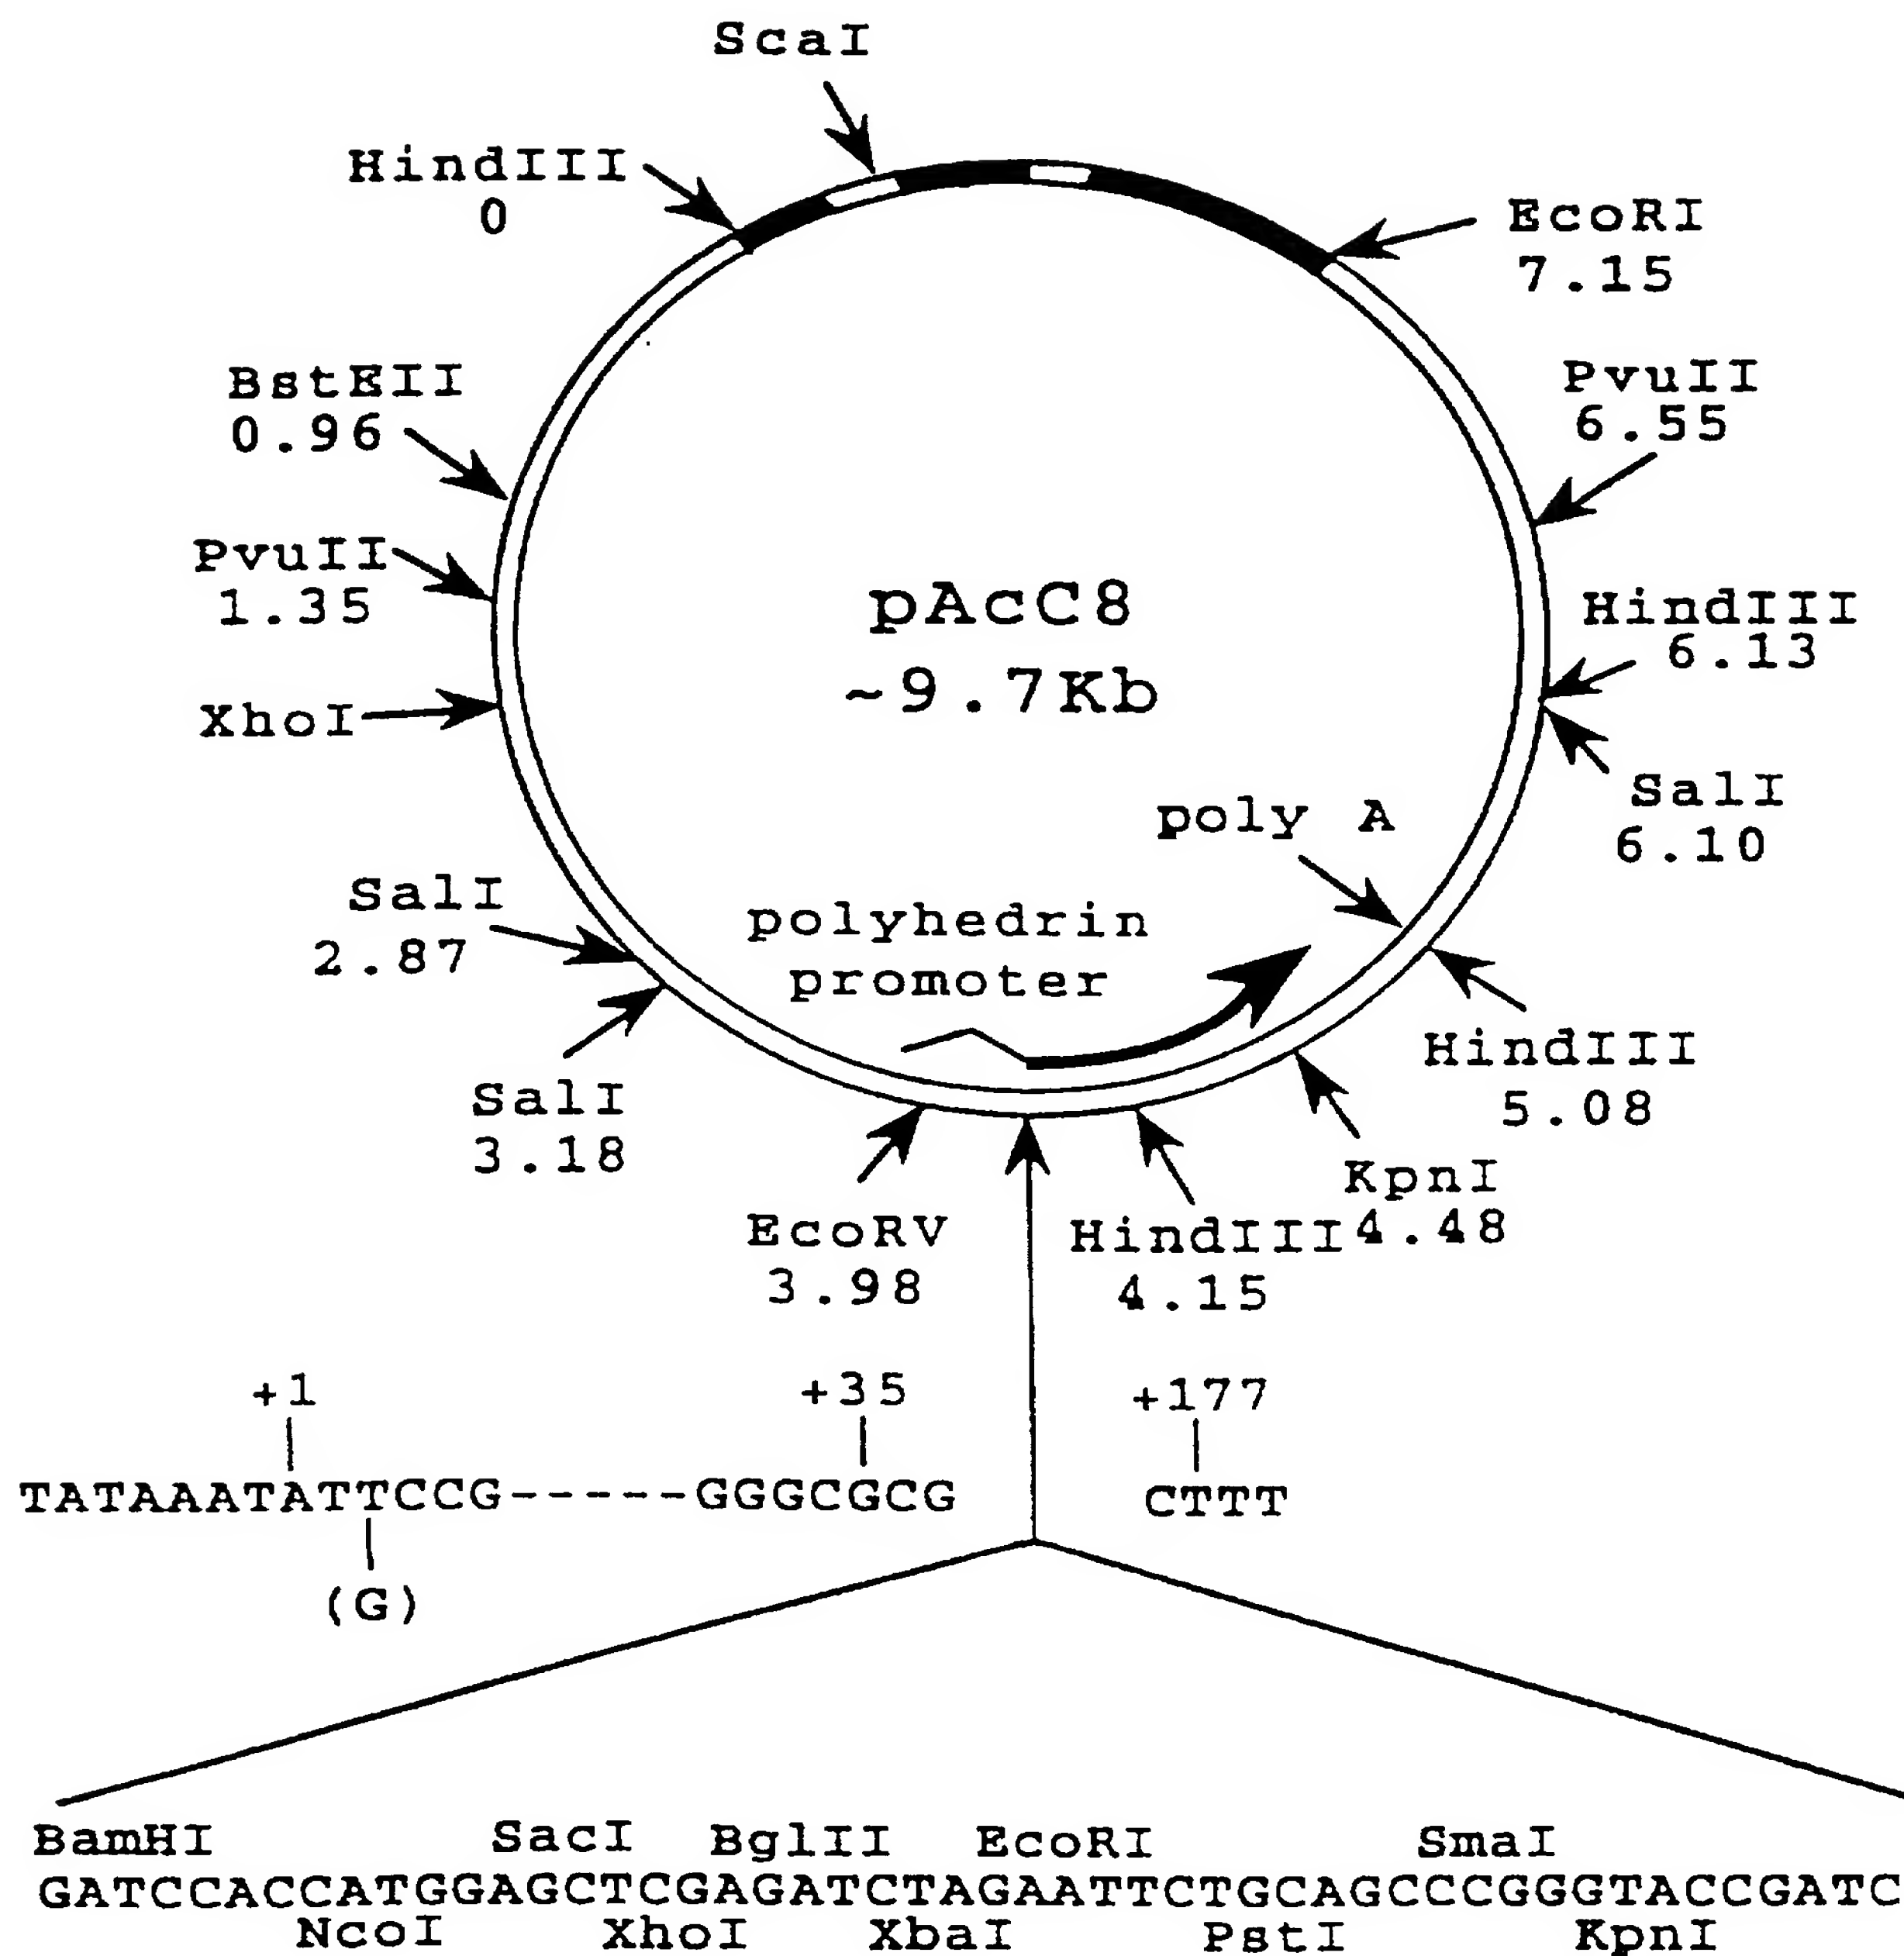 ScaI
HindIII
0
EcoRI
7.15
BstEII
0.96
PvuII
6.55
PvuII
1.35
pAcC8
~9.7Kb
HindIII
6.13
XhoI
SalI
6.10
poly A
SalI
2.87
polyhedrin
promoter
HindIII
5.08
SalI
3.18
KpnI
4.48
EcoRV
3.98
HindIII
4.15
+1
+35
+177
TATAAATATTCCG-----GGGCGCG
CTTT
(G)
BamHI SacI BglII EcoRI SmaI
GATCCACCATGGAGCTCGAGATCTAGAATTCTGCAGCCCGGGTACCGATC
NcoI XhoI XbaI PstI KpnI